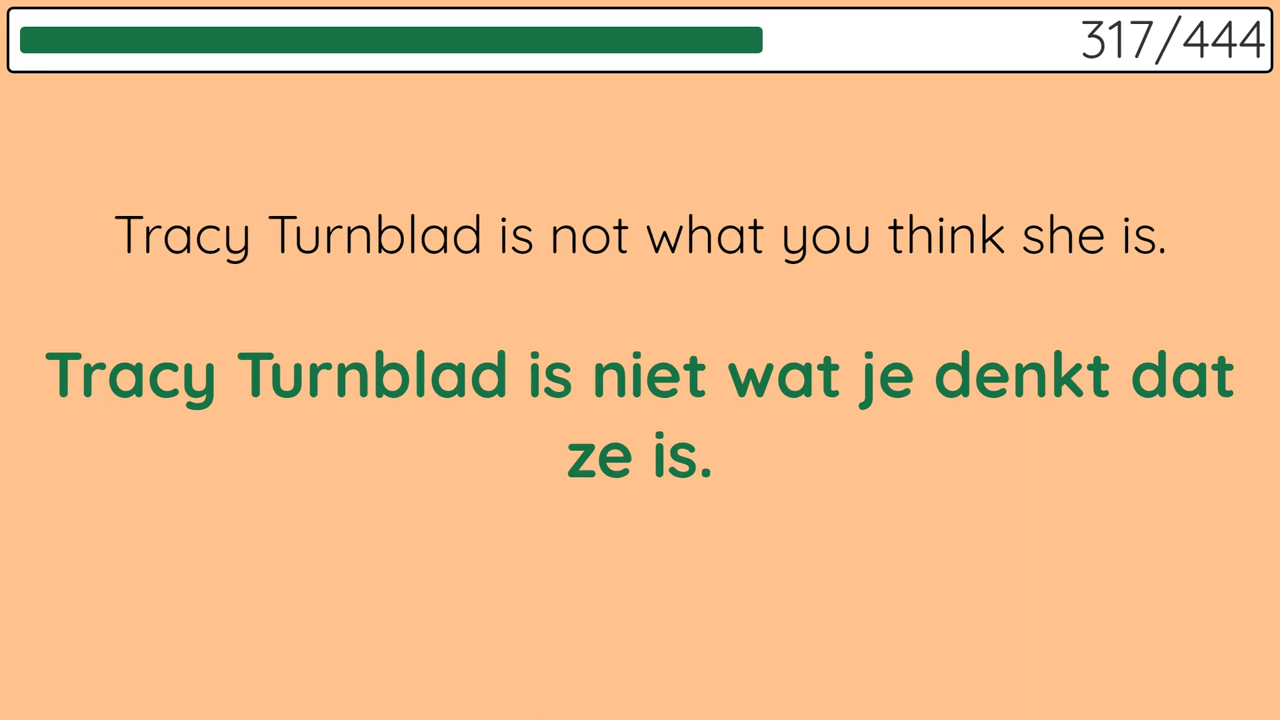 317/444
Tracy Turnblad is not what you think she is.
Tracy Turnblad is niet wat je denkt dat
ze is.